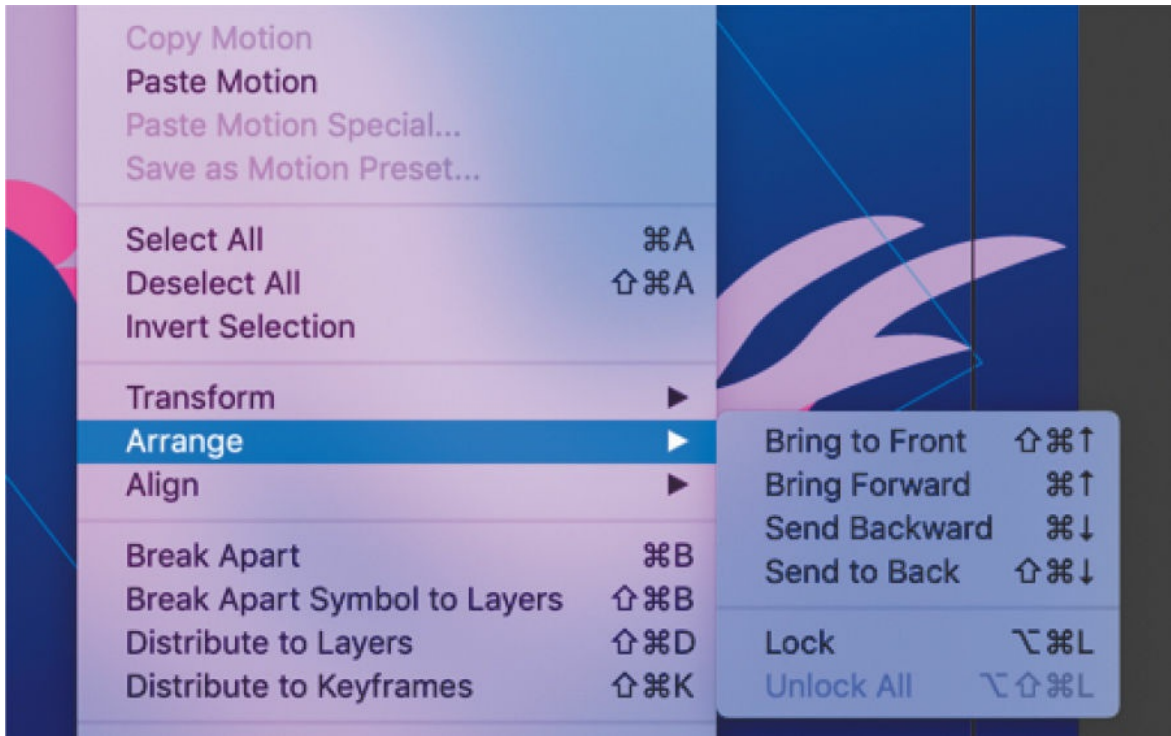 Copy Motion
Paste Motion
Paste Motion Special...
Save as Motion Preset...
Select All ⌘A
Deselect All ⇧⌘A
Invert Selection
Transform ▶
Arrange ▶
Align ▶
Break Apart ⌘B
Break Apart Symbol to Layers ⇧⌘B
Distribute to Layers ⇧⌘D
Distribute to Keyframes ⇧⌘K
Bring to Front ⇧⌘↑
Bring Forward ⌘↑
Send Backward ⌘↓
Send to Back ⇧⌘↓
Lock ⌥⌘L
Unlock All ⌥⇧⌘L